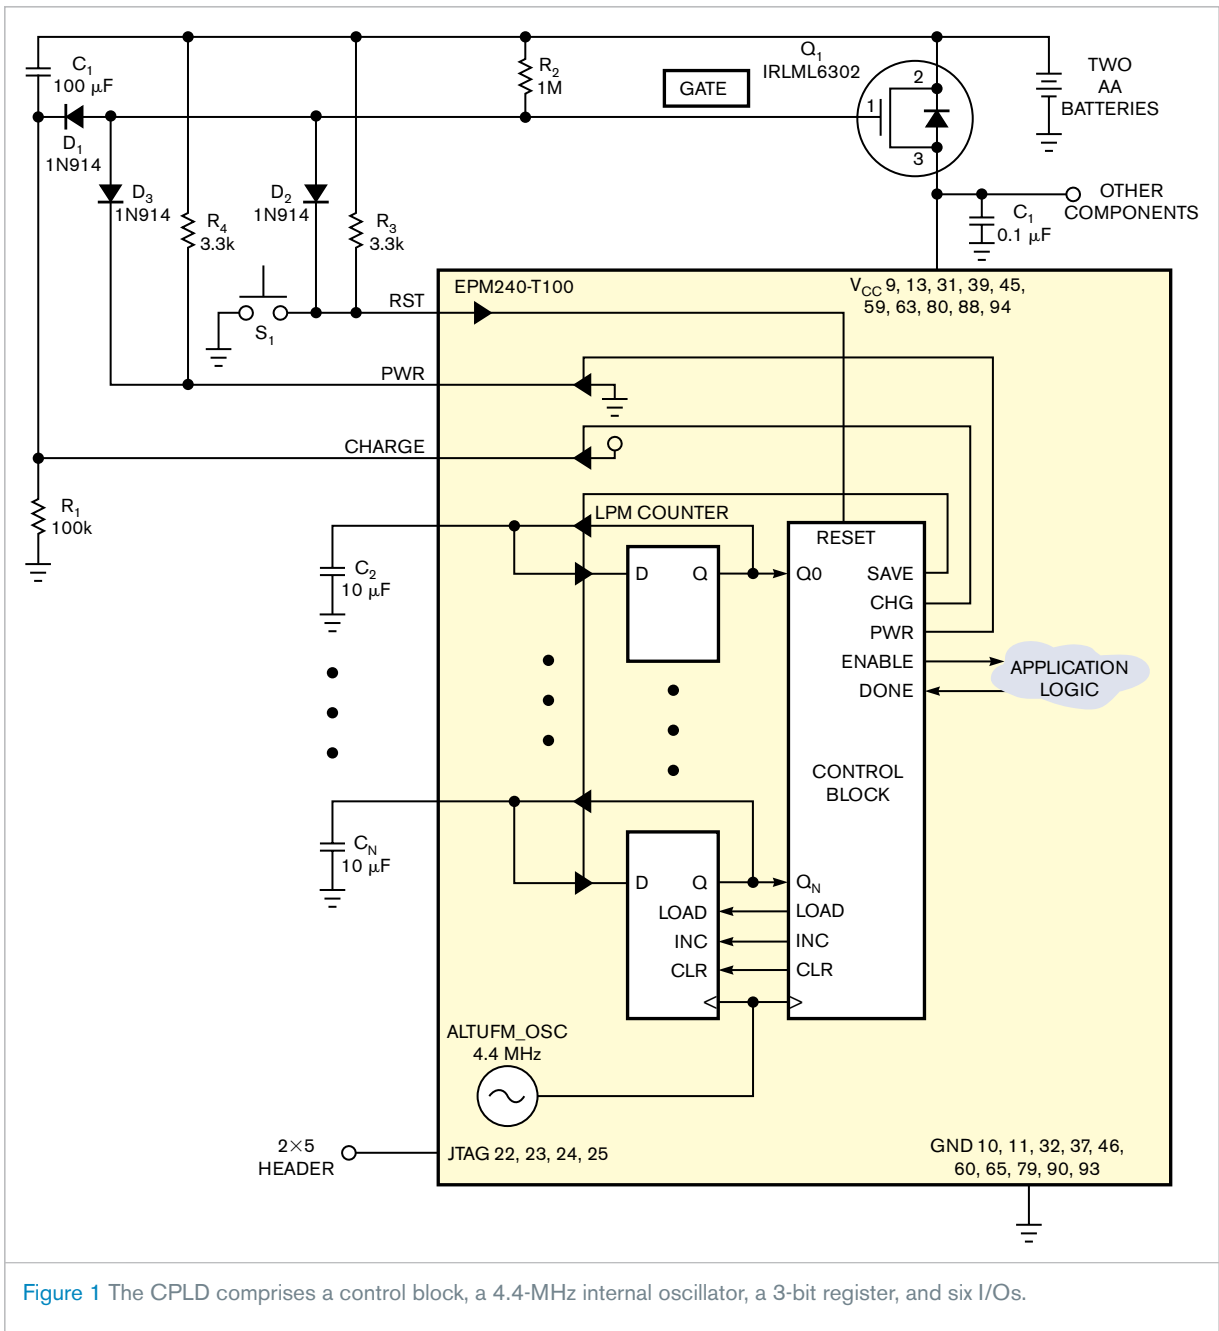 C1
100 µF
D1
1N914
D3
1N914
R4
3.3k
D2
1N914
R3
3.3k
R2
1M
GATE
Q1
IRLML6302
1
2
3
TWO
AA
BATTERIES
OTHER
COMPONENTS
C1
0.1 µF
S1
RST
PWR
CHARGE
R1
100k
EPM240-T100
VCC 9, 13, 31, 39, 45,
59, 63, 80, 88, 94
LPM COUNTER
C2
10 µF
D Q
RESET
Q0
SAVE
CHG
PWR
ENABLE
DONE
APPLICATION
LOGIC
CONTROL
BLOCK
CN
10 µF
D Q
LOAD
INC
CLR
QN
LOAD
INC
CLR
ALTUFM_OSC
4.4 MHz
2×5
HEADER
JTAG 22, 23, 24, 25
GND 10, 11, 32, 37, 46,
60, 65, 79, 90, 93
Figure 1 The CPLD comprises a control block, a 4.4-MHz internal oscillator, a 3-bit register, and six I/Os.